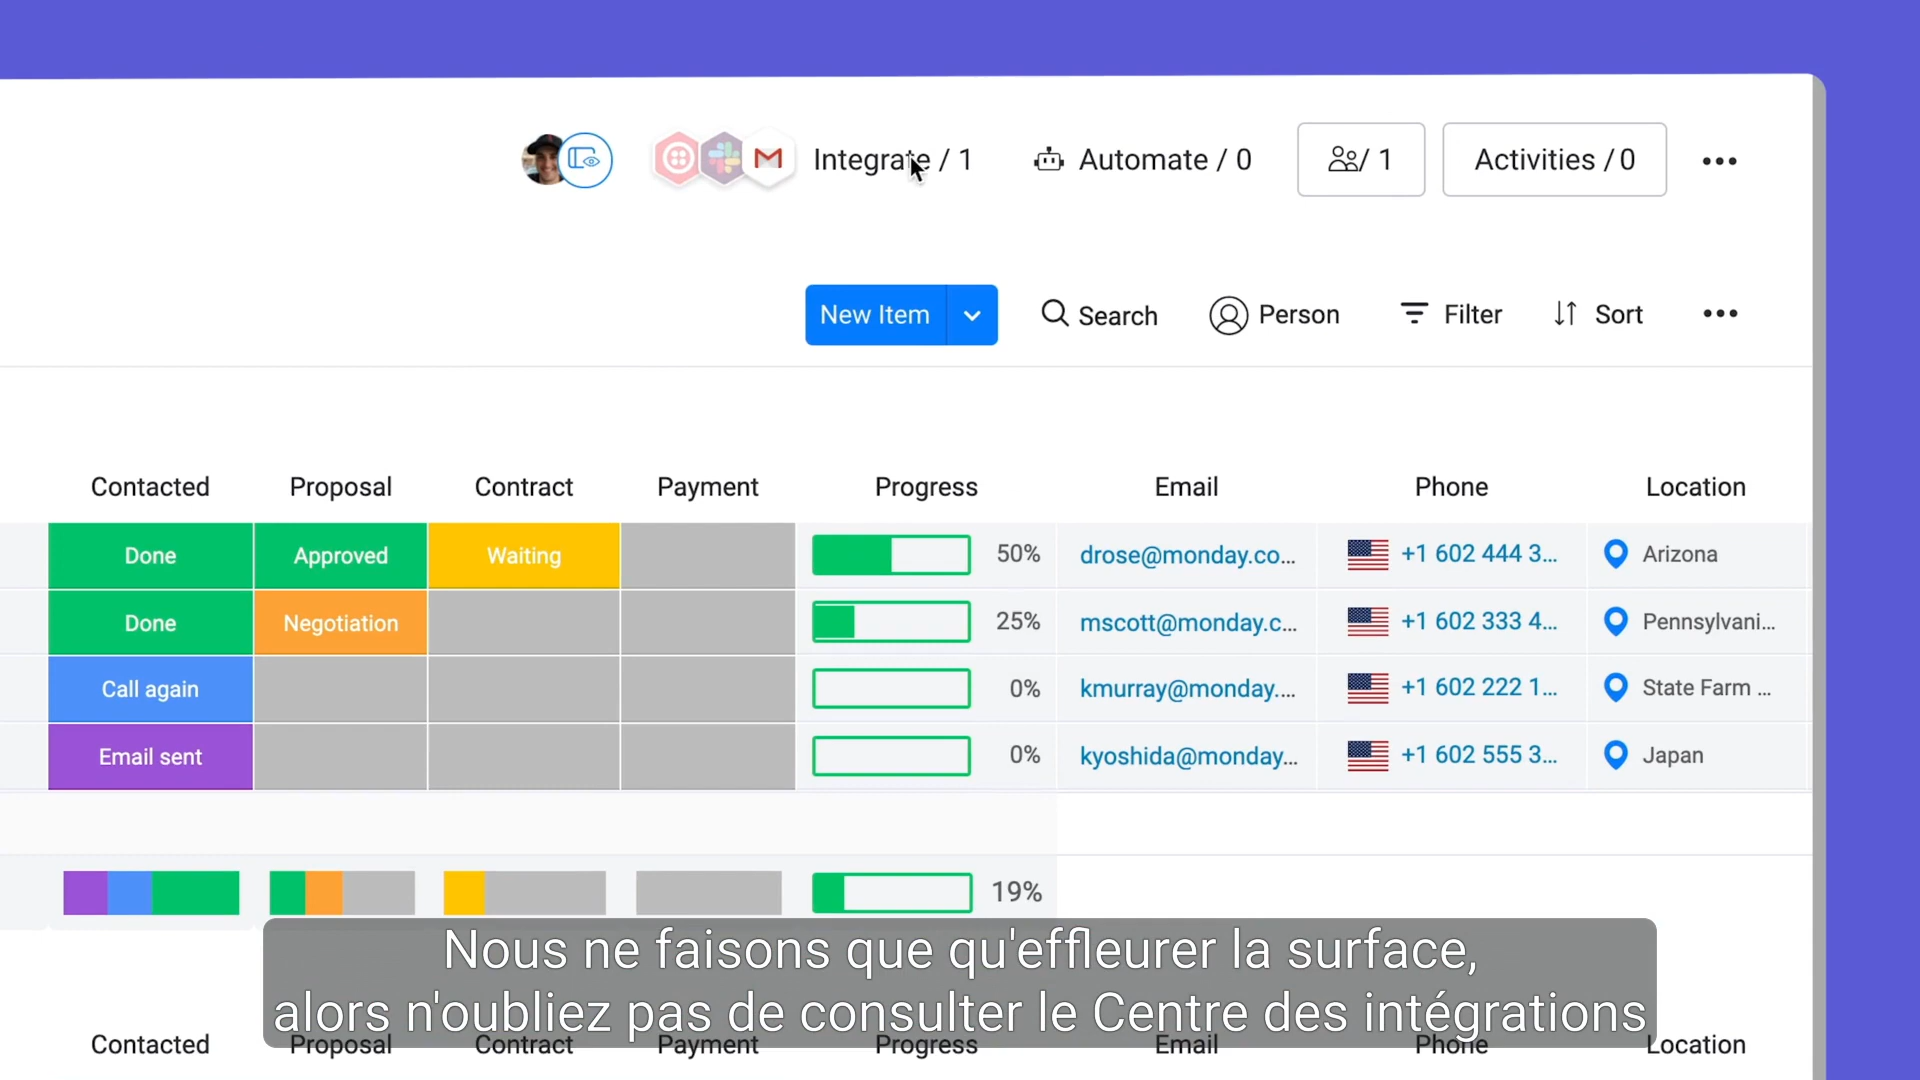 Integrate / 1
Automate / 0
/ 1
Activities / 0
New Item
Search
Person
Filter
Sort
Contacted Proposal Contract Payment Progress Email Phone Location
Done Approved Waiting 50% drose@monday.co... +1 602 444 3... Arizona
Done Negotiation 25% mscott@monday.c... +1 602 333 4... Pennsylvani...
Call again 0% kmurray@monday.... +1 602 222 1... State Farm ...
Email sent 0% kyoshida@monday... +1 602 555 3... Japan
19%
Nous ne faisons que qu'effleurer la surface,
alors n'oubliez pas de consulter le Centre des intégrations
Contacted Proposal Contract Payment Progress Email Phone Location